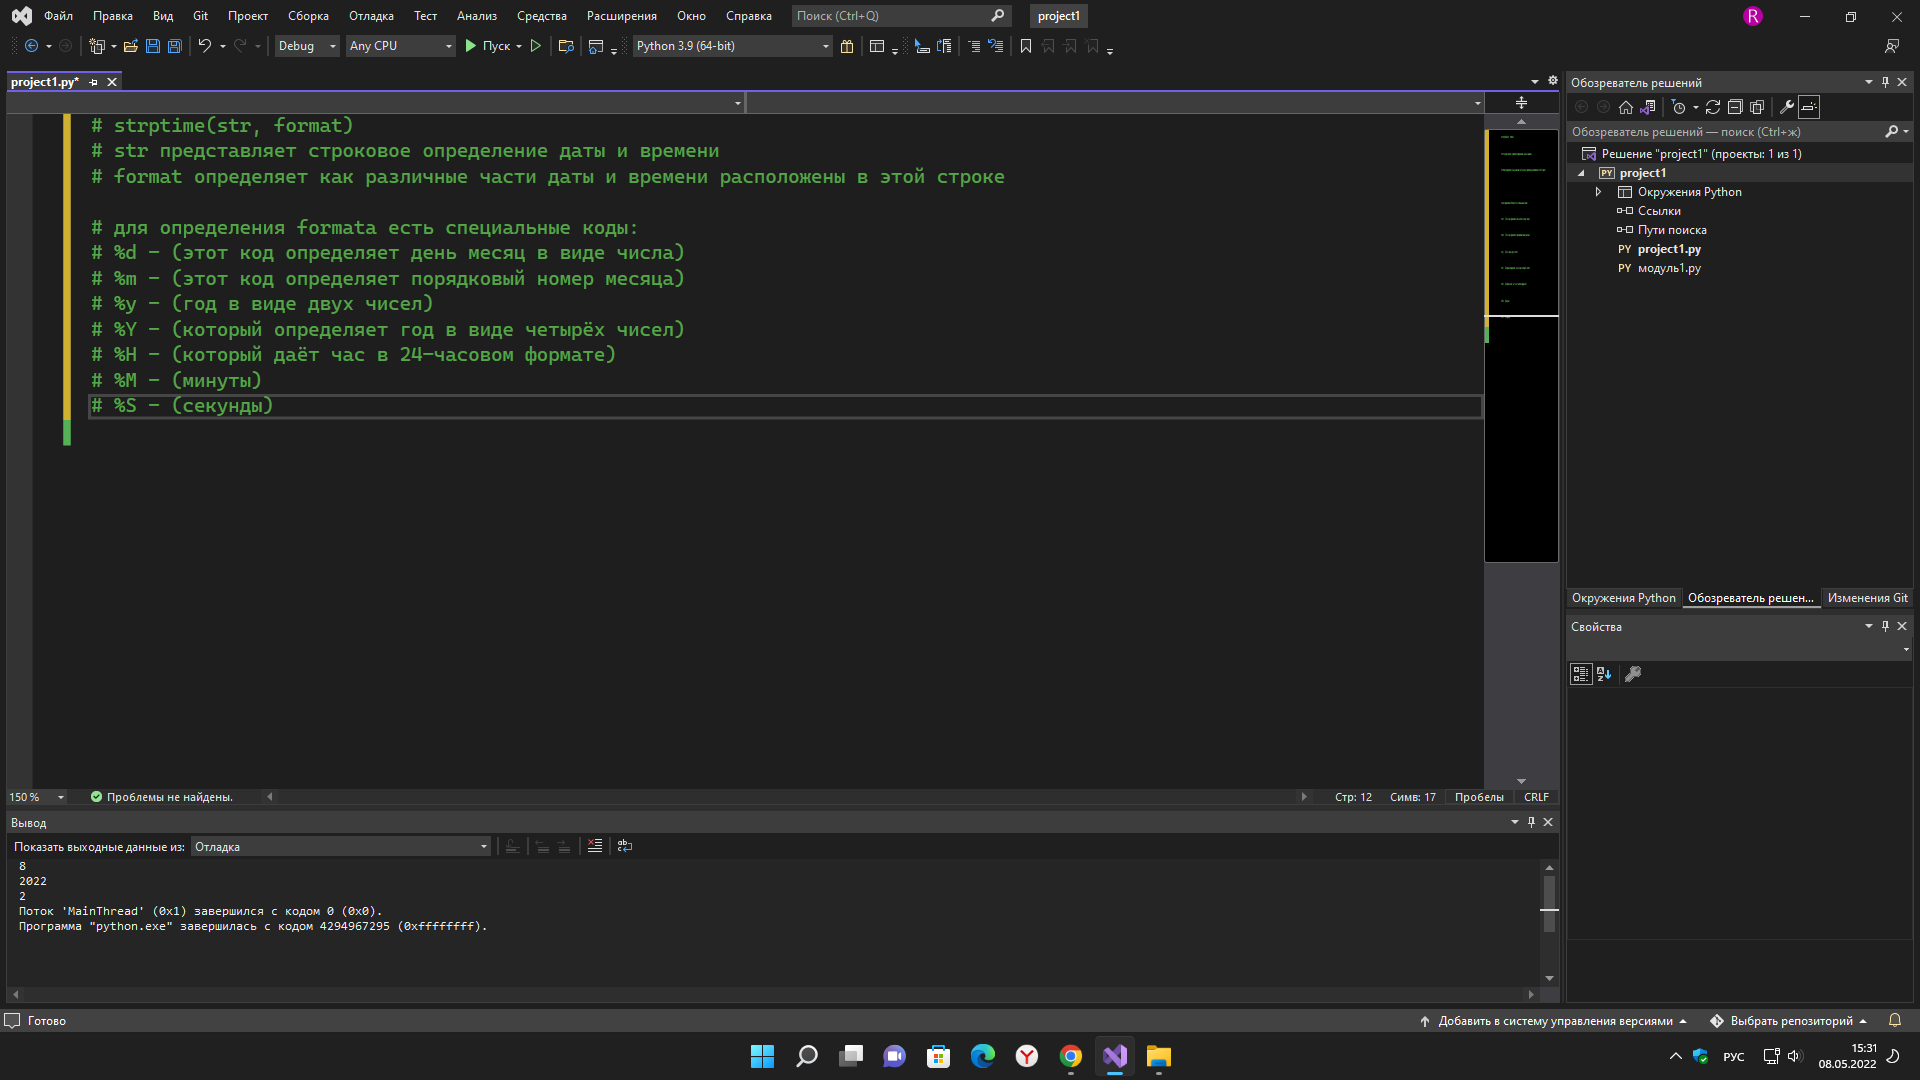 Файл Правка Вид Git Проект Сборка Отладка Тест Анализ Средства Расширения Окно Справка Поиск (Ctrl+Q) project1 R
Debug Any CPU Пуск Python 3.9 (64-bit)
project1.py*
# strptime(str, format)
# str представляет строковое определение даты и времени
# format определяет как различные части даты и времени расположены в этой строке
# для определения formata есть специальные коды:
# %d - (этот код определяет день месяц в виде числа)
# %m - (этот код определяет порядковый номер месяца)
# %y - (год в виде двух чисел)
# %Y - (который определяет год в виде четырёх чисел)
# %H - (который даёт час в 24-часовом формате)
# %M - (минуты)
# %S - (секунды)
150 % Проблемы не найдены. Стр: 12 Симв: 17 Пробелы CRLF
Вывод
Показать выходные данные из: Отладка
8
2022
2
Поток 'MainThread' (0x1) завершился с кодом 0 (0x0).
Программа "python.exe" завершилась с кодом 4294967295 (0xffffffff).
Обозреватель решений
Обозреватель решений — поиск (Ctrl+ж)
Решение "project1" (проекты: 1 из 1)
PY project1
Окружения Python
Ссылки
Пути поиска
PY project1.py
PY модуль1.py
Окружения Python Обозреватель решен... Изменения Git
Свойства
Готово Добавить в систему управления версиями Выбрать репозиторий
РУС 15:31
08.05.2022